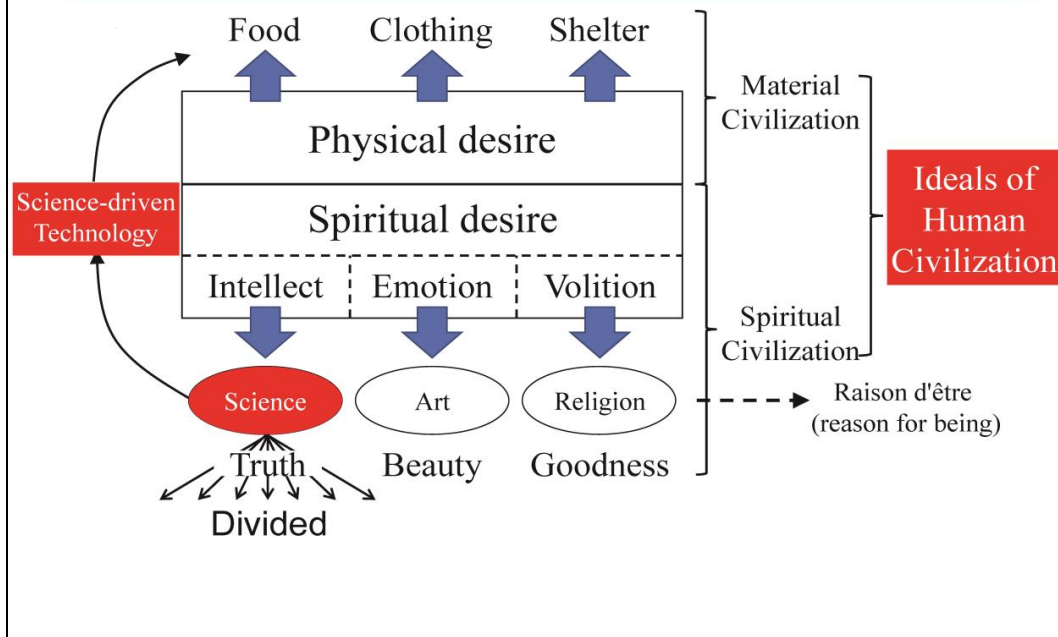 Food Clothing Shelter
Physical desire
Material
Civilization
Science-driven
Technology
Spiritual desire
Intellect Emotion Volition
Ideals of
Human
Civilization
Spiritual
Civilization
Science Art Religion
Raison d'être
(reason for being)
Truth Beauty Goodness
Divided